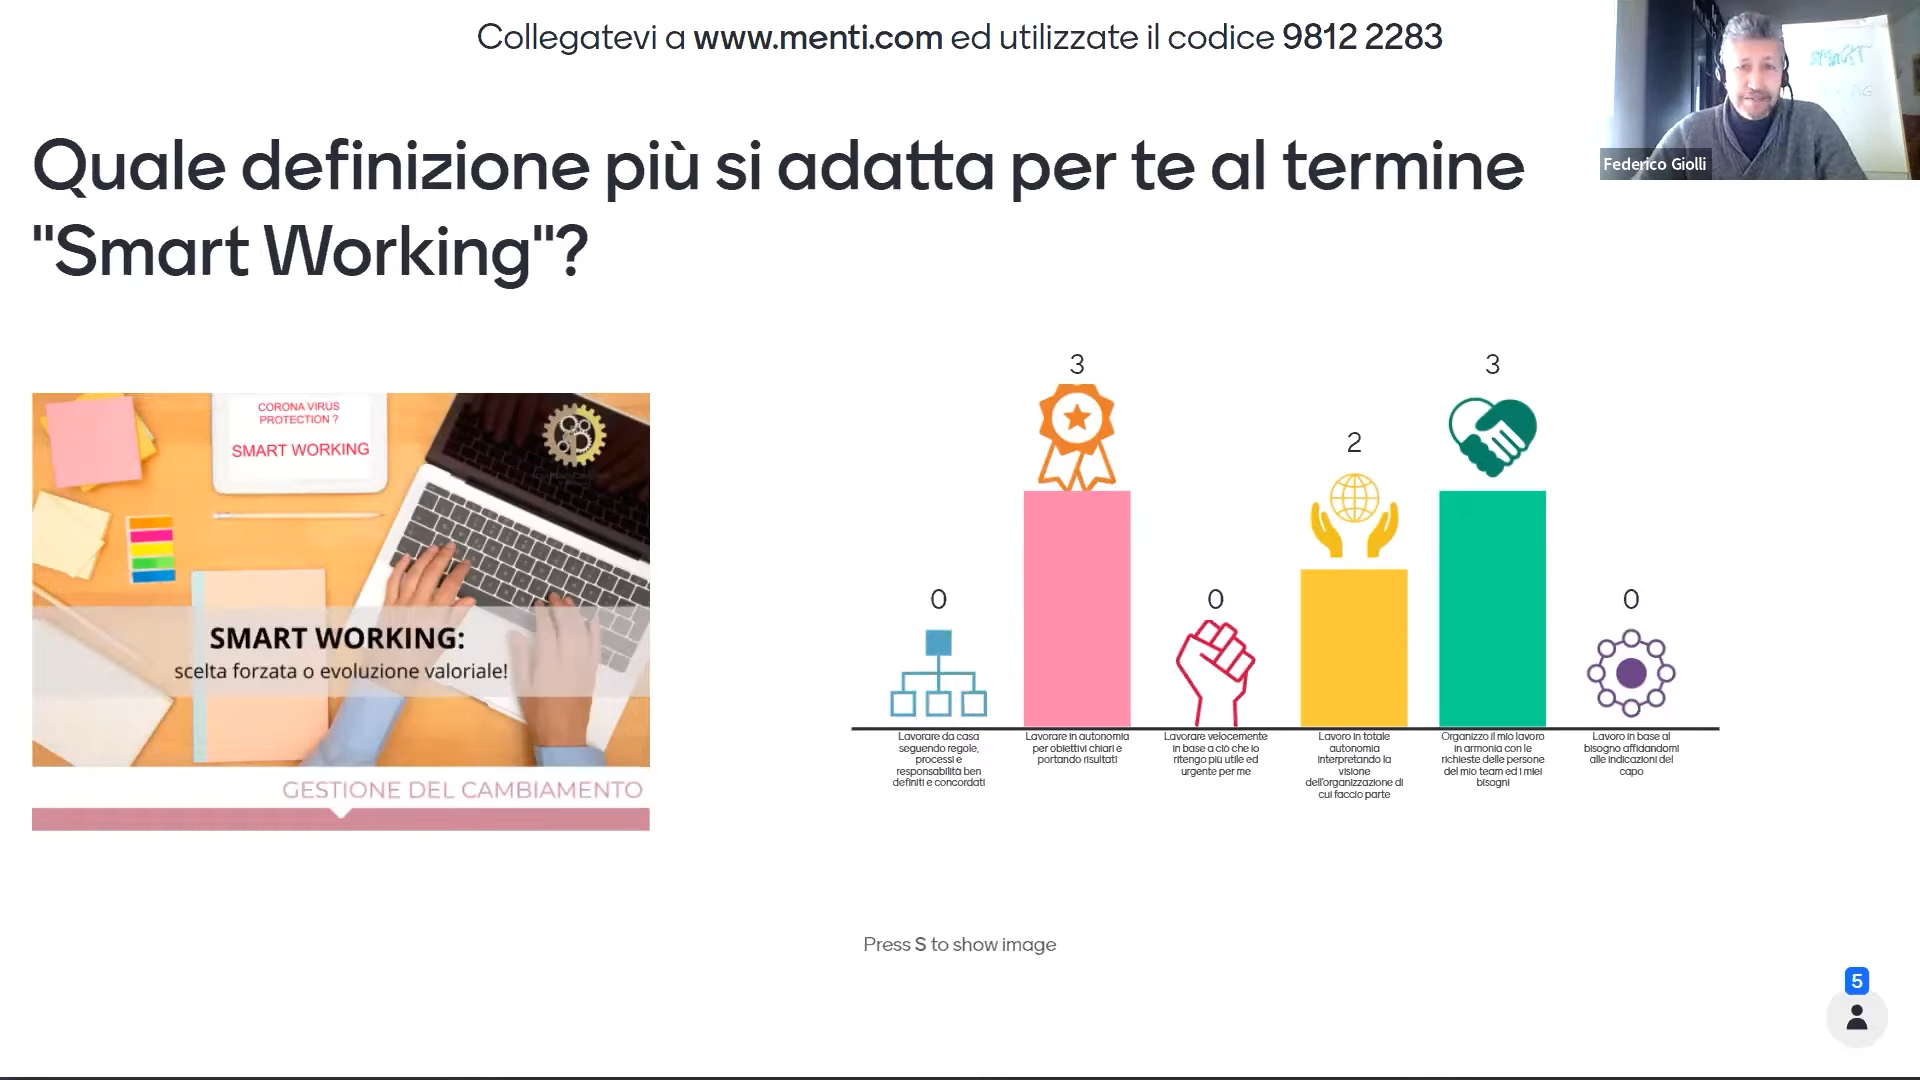 Collegatevi a www.menti.com ed utilizzate il codice 9812 2283
Federico Giolli
Quale definizione più si adatta per te al termine
"Smart Working"?
CORONA VIRUS
PROTECTION ?
SMART WORKING
SMART WORKING:
scelta forzata o evoluzione valoriale!
GESTIONE DEL CAMBIAMENTO
0
Lavorare da casa
seguendo regole,
processi e
responsabilità ben
definiti e concordati
3
Lavorare in autonomia
per obiettivi chiari e
portando risultati
0
Lavorare velocemente
in base a ciò che io
ritengo più utile ed
urgente per me
2
Lavoro in totale
autonomia
interpretando la
visione
dell'organizzazione di
cui faccio parte
3
Organizzo il mio lavoro
in armonia con le
richieste delle persone
del mio team ed i miei
bisogni
0
Lavoro in base al
bisogno affidandomi
alle indicazioni del
capo
Press S to show image
5